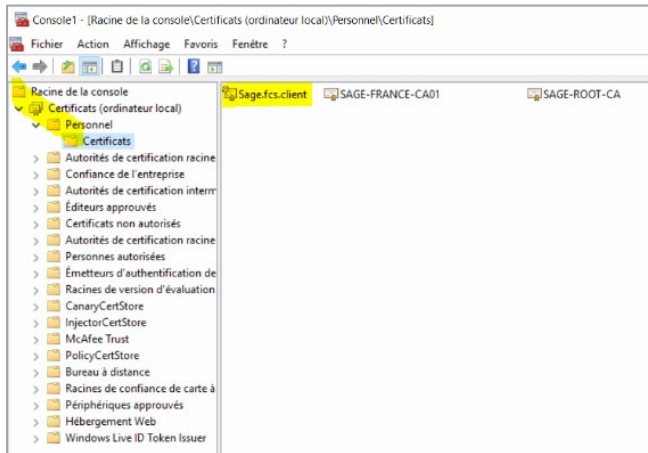 Console1 - [Racine de la console\Certificats (ordinateur local)\Personnel\Certificats]
Fichier Action Affichage Favoris Fenêtre ?
Racine de la console
Certificats (ordinateur local)
Personnel
Certificats
Autorités de certification racine
Confiance de l'entreprise
Autorités de certification interm
Éditeurs approuvés
Certificats non autorisés
Autorités de certification racine
Personnes autorisées
Émetteurs d'authentification de
Racines de version d'évaluation
CanaryCertStore
InjectorCertStore
McAfee Trust
PolicyCertStore
Bureau à distance
Racines de confiance de carte à
Périphériques approuvés
Hébergement Web
Windows Live ID Token Issuer
Sage.fcs.client SAGE-FRANCE-CA01 SAGE-ROOT-CA